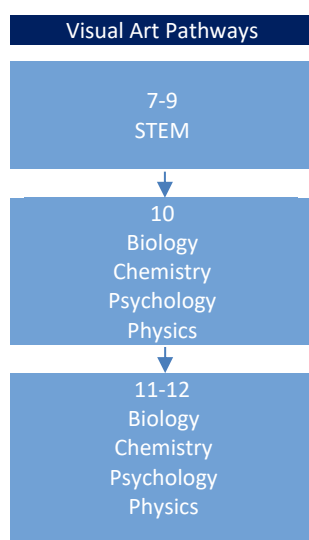 Visual Art Pathways
7-9
STEM
10
Biology
Chemistry
Psychology
Physics
11-12
Biology
Chemistry
Psychology
Physics